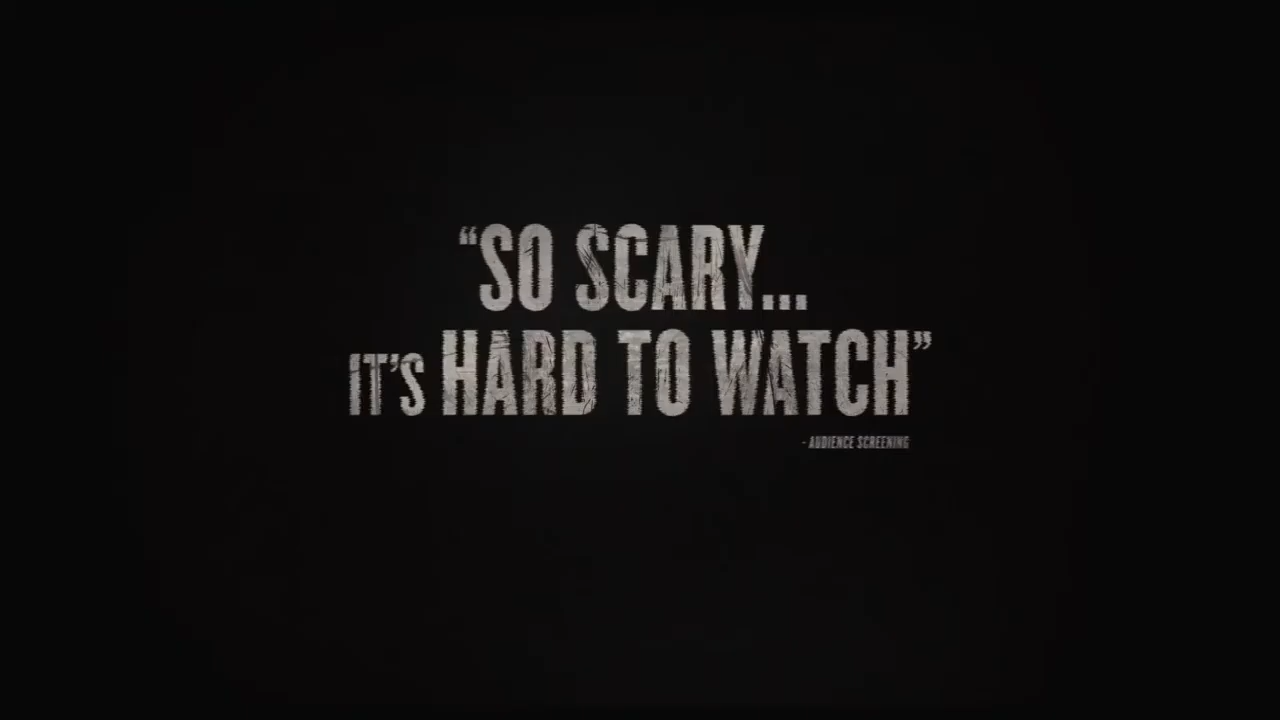 “SO SCARY...
IT’S HARD TO WATCH”
- AUDIENCE SCREENING